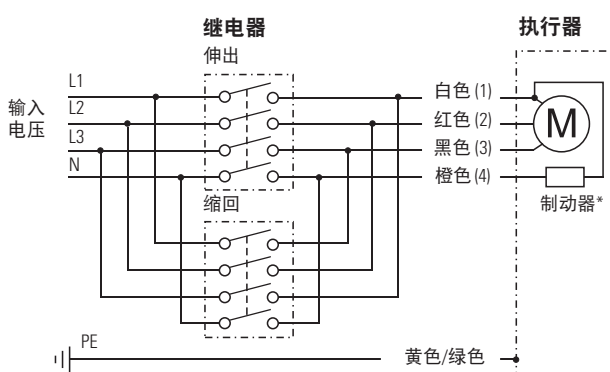 继电器
执行器
伸出
输入
电压
L1
L2
L3
N
白色 (1)
红色 (2)
黑色 (3)
橙色 (4)
M
制动器*
缩回
PE
黄色/绿色